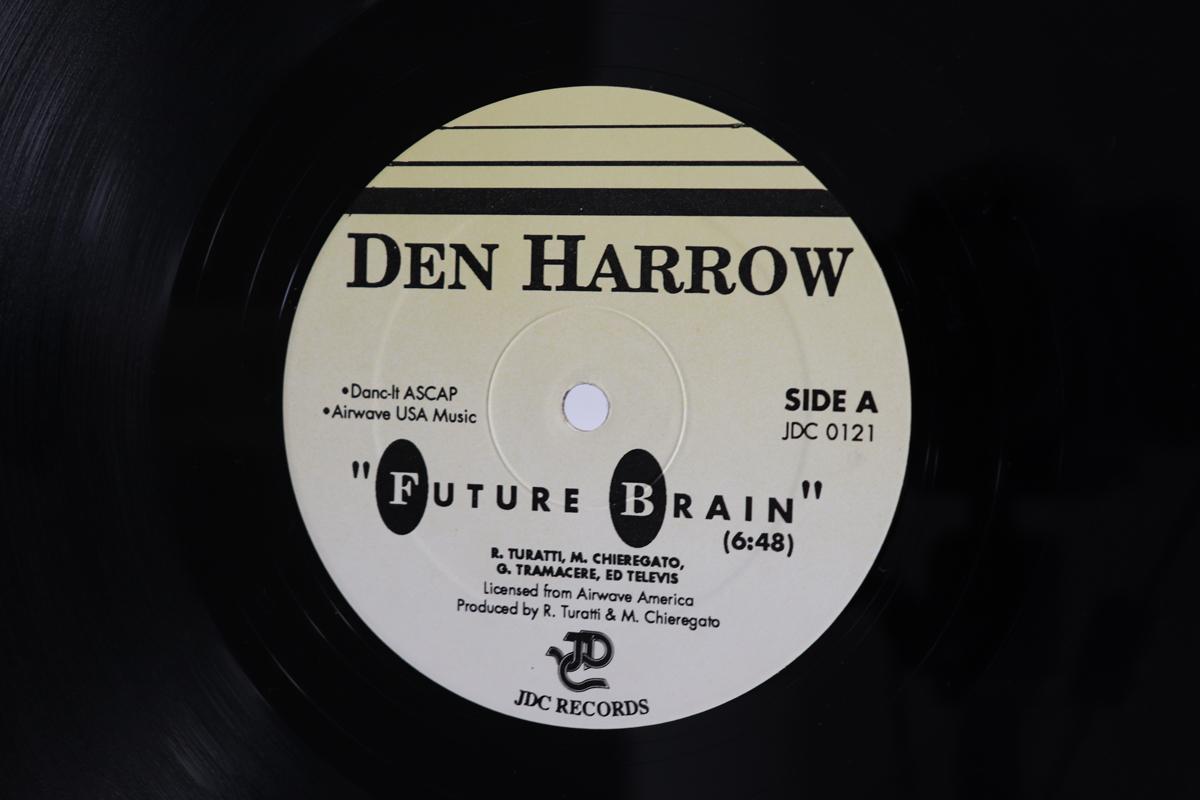 DEN HARROW
•Danc-It ASCAP
•Airwave USA Music
SIDE A
JDC 0121
"FUTURE BRAIN"
(6:48)
R. TURATTI, M. CHIEREGATO,
G. TRAMACERE, ED TELEVIS
Licensed from Airwave America
Produced by R. Turatti & M. Chieregato
JDC
JDC RECORDS